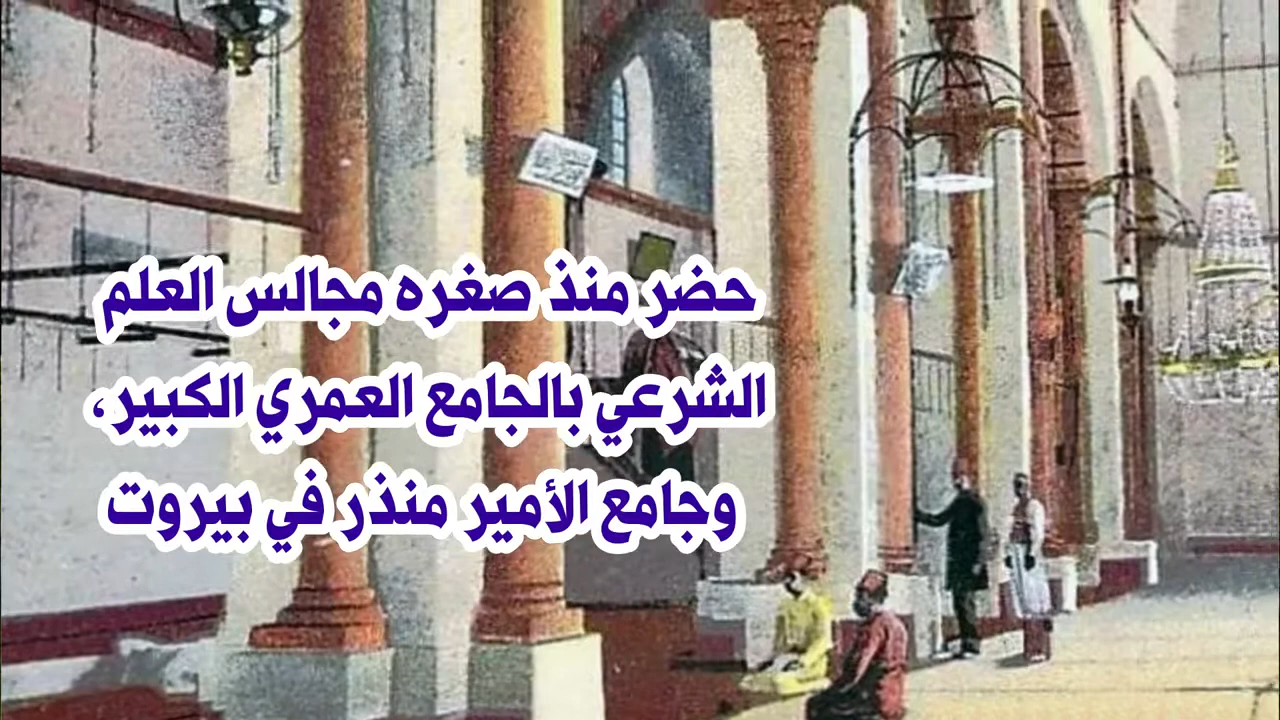 حضر منذ صغره مجالس العلم
الشرعي بالجامع العمري الكبير،
وجامع الأمير منذر في بيروت